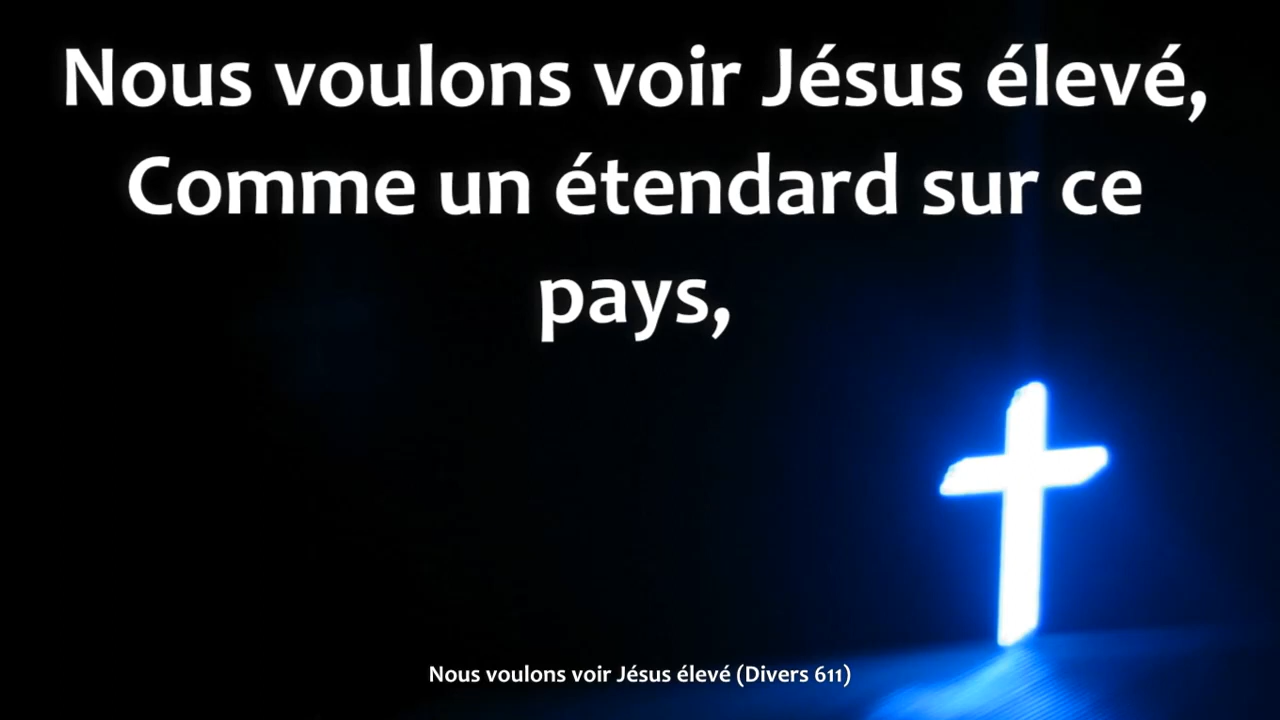 Nous voulons voir Jésus élevé,
Comme un étendard sur ce
pays,
Nous voulons voir Jésus élevé (Divers 611)